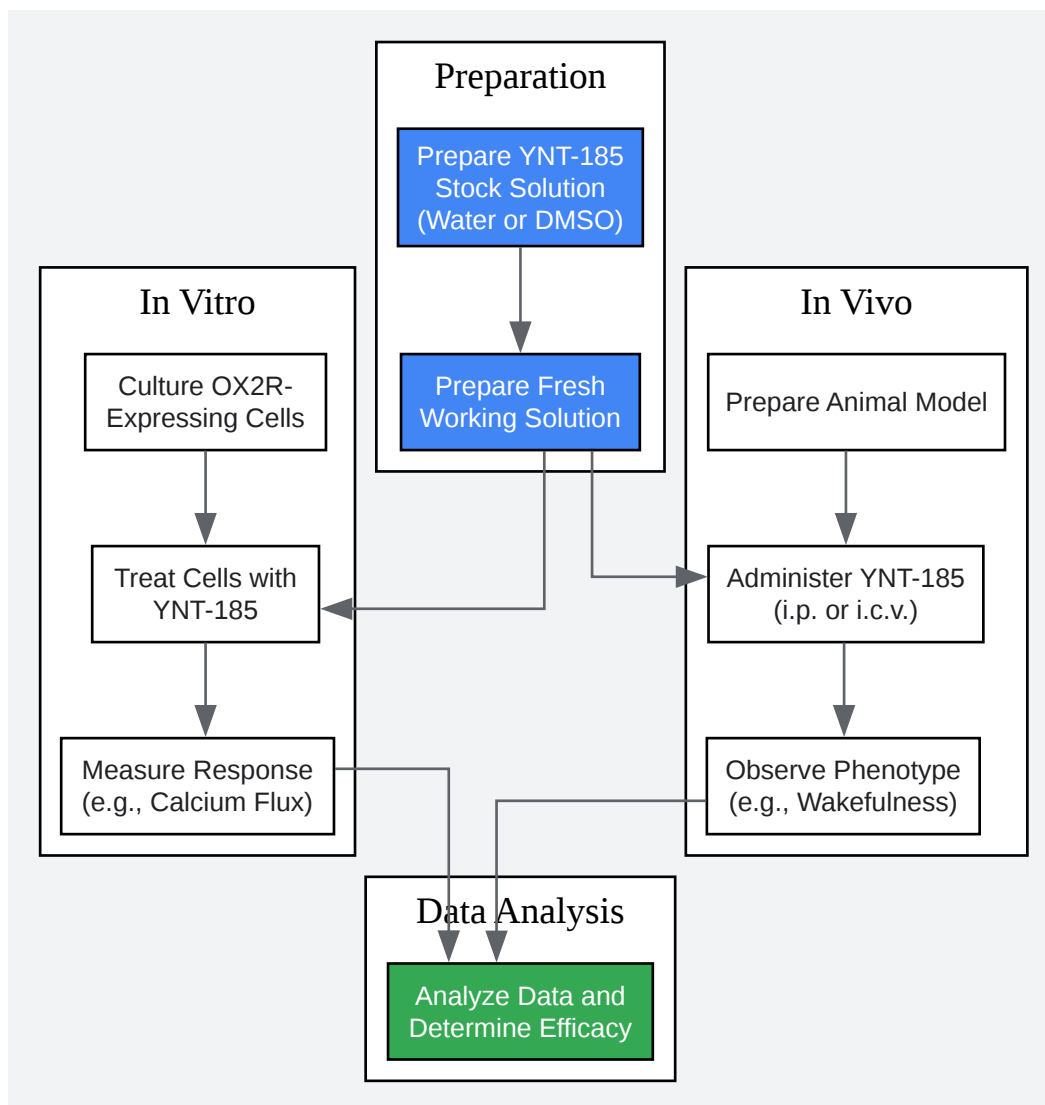 Preparation
Prepare YNT-185
Stock Solution
(Water or DMSO)
Prepare Fresh
Working Solution
In Vitro
Culture OX2R-
Expressing Cells
Treat Cells with
YNT-185
Measure Response
(e.g., Calcium Flux)
In Vivo
Prepare Animal Model
Administer YNT-185
(i.p. or i.c.v.)
Observe Phenotype
(e.g., Wakefulness)
Data Analysis
Analyze Data and
Determine Efficacy